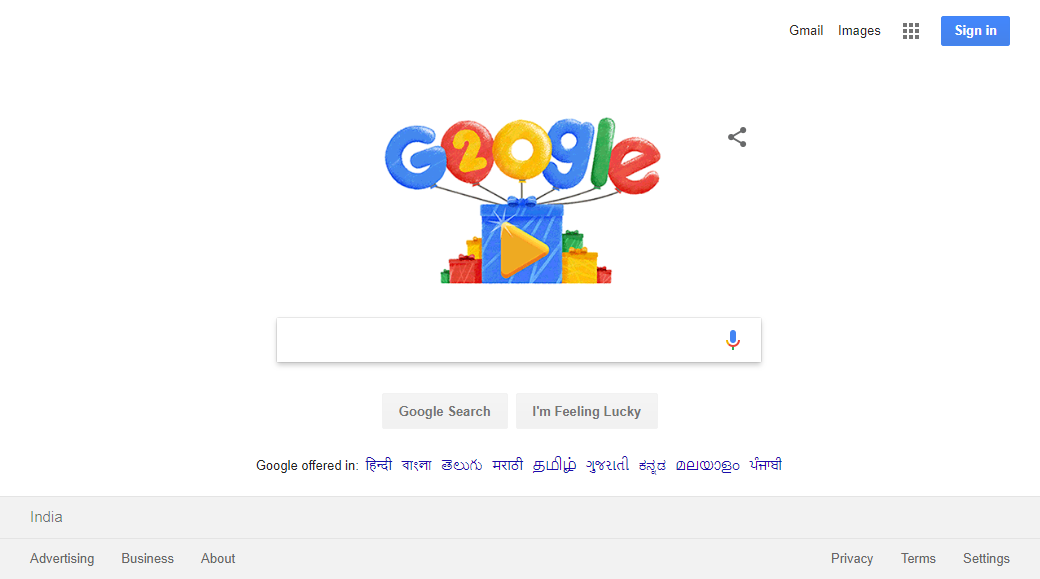 Gmail Images Sign in
G2oogle
Google Search I'm Feeling Lucky
Google offered in: हिन्दी বাংলা తెలుగు मराठी தமிழ் ગુજરાતી ಕನ್ನಡ മലയാളം ਪੰਜਾਬੀ
India
Advertising Business About Privacy Terms Settings